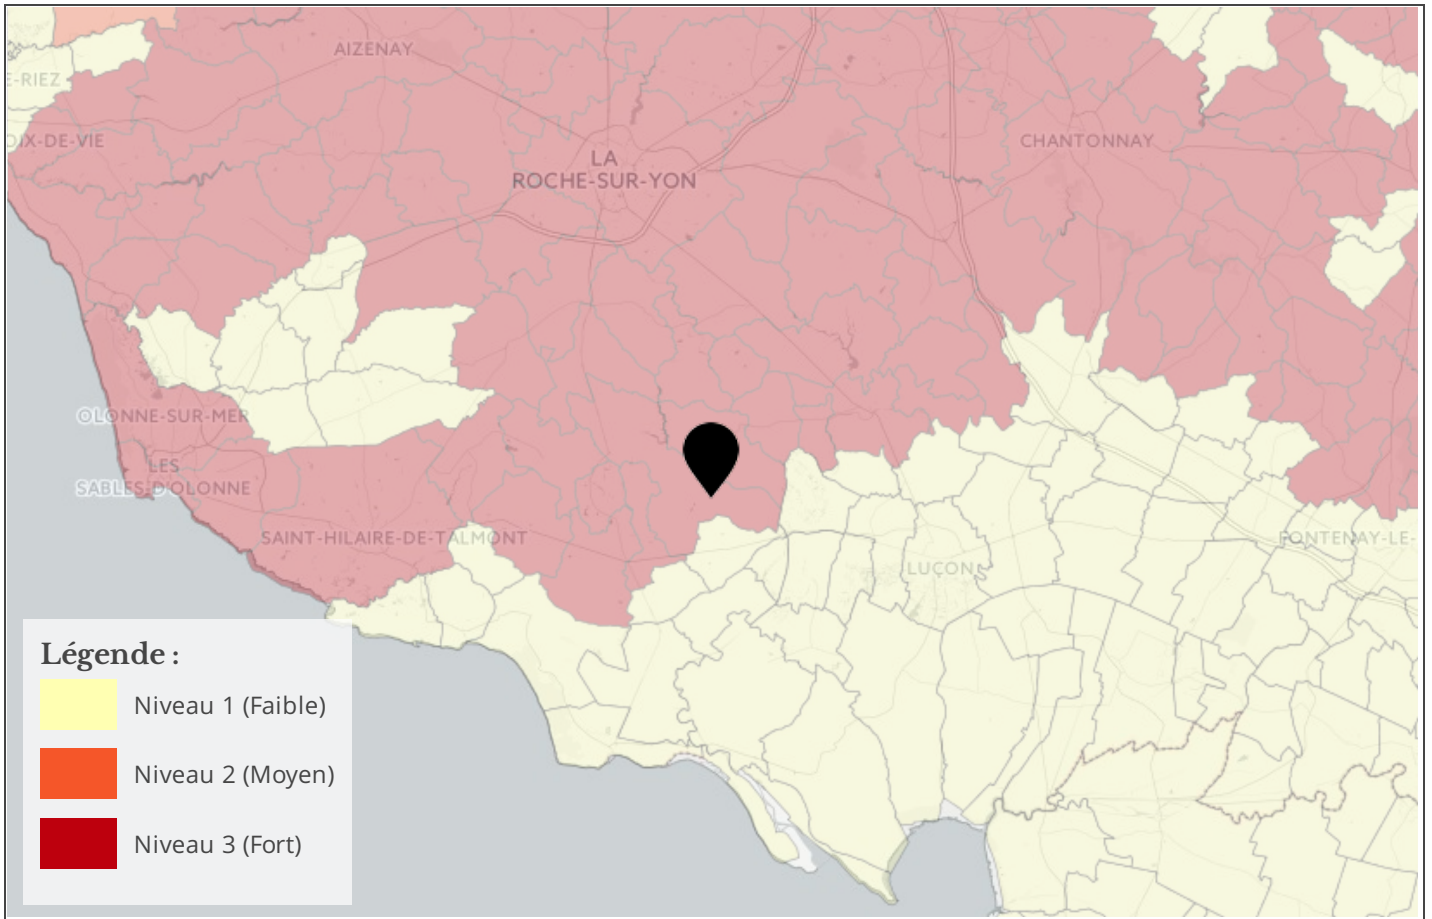 AIZENAY
E-RIEZ
OIX-DE-VIE
CHANTONNAY
LA
ROCHE-SUR-YON
OLONNE-SUR-MER
LES
SABLES-D'OLONNE
SAINT-HILAIRE-DE-TALMONT
FONTENAY-LE-
LUÇON
Légende :
Niveau 1 (Faible)
Niveau 2 (Moyen)
Niveau 3 (Fort)